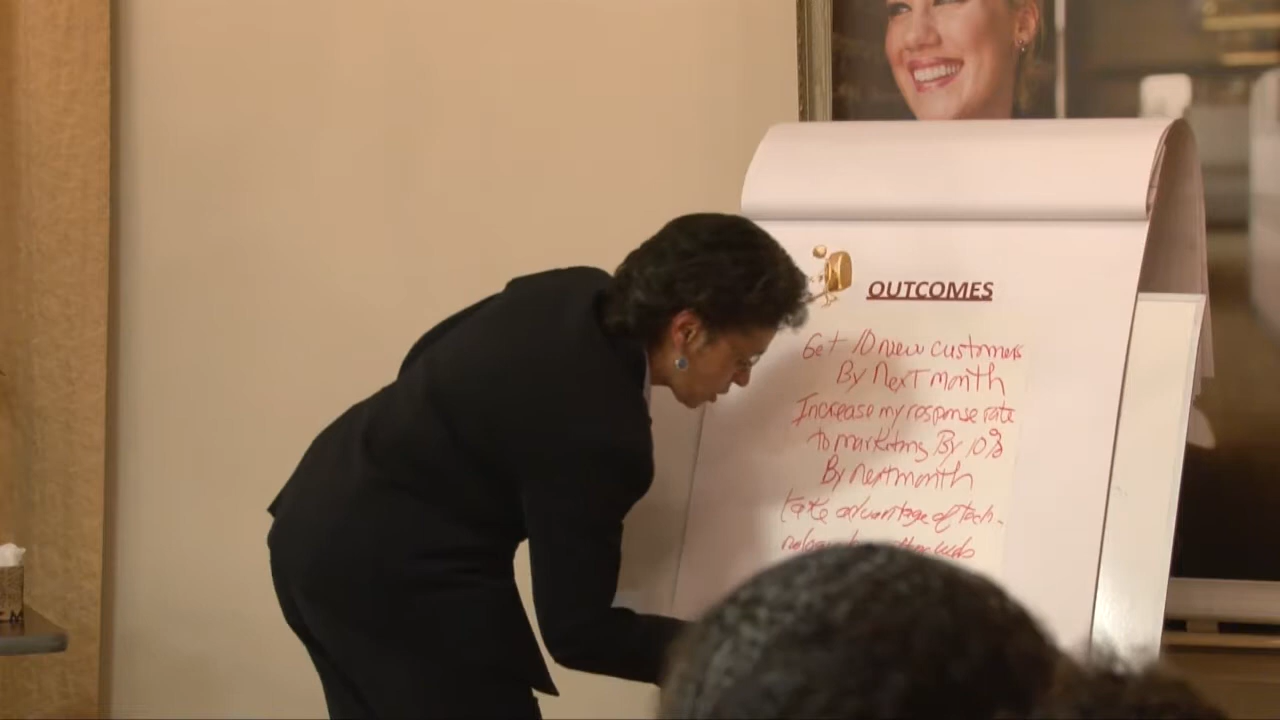 OUTCOMES
Get 10 new customers
By Next month
Increase my response rate
to marketing By 10%
By next month
take advantage of tech-